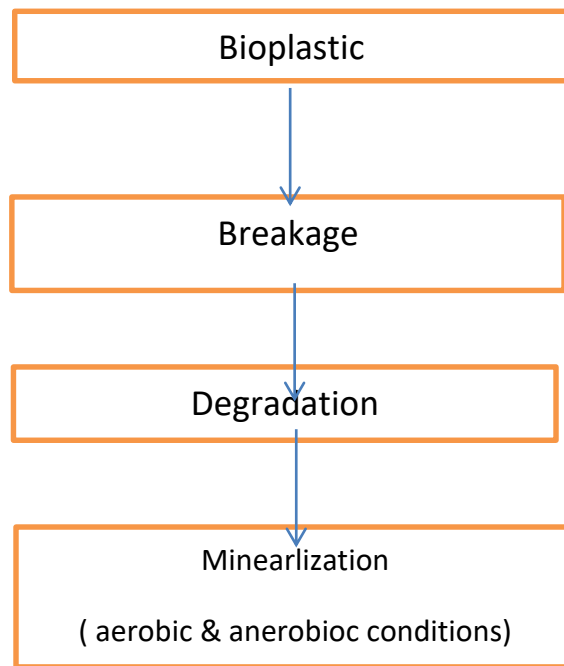 Bioplastic
Breakage
Degradation
Minearlization
( aerobic & anerobioc conditions)